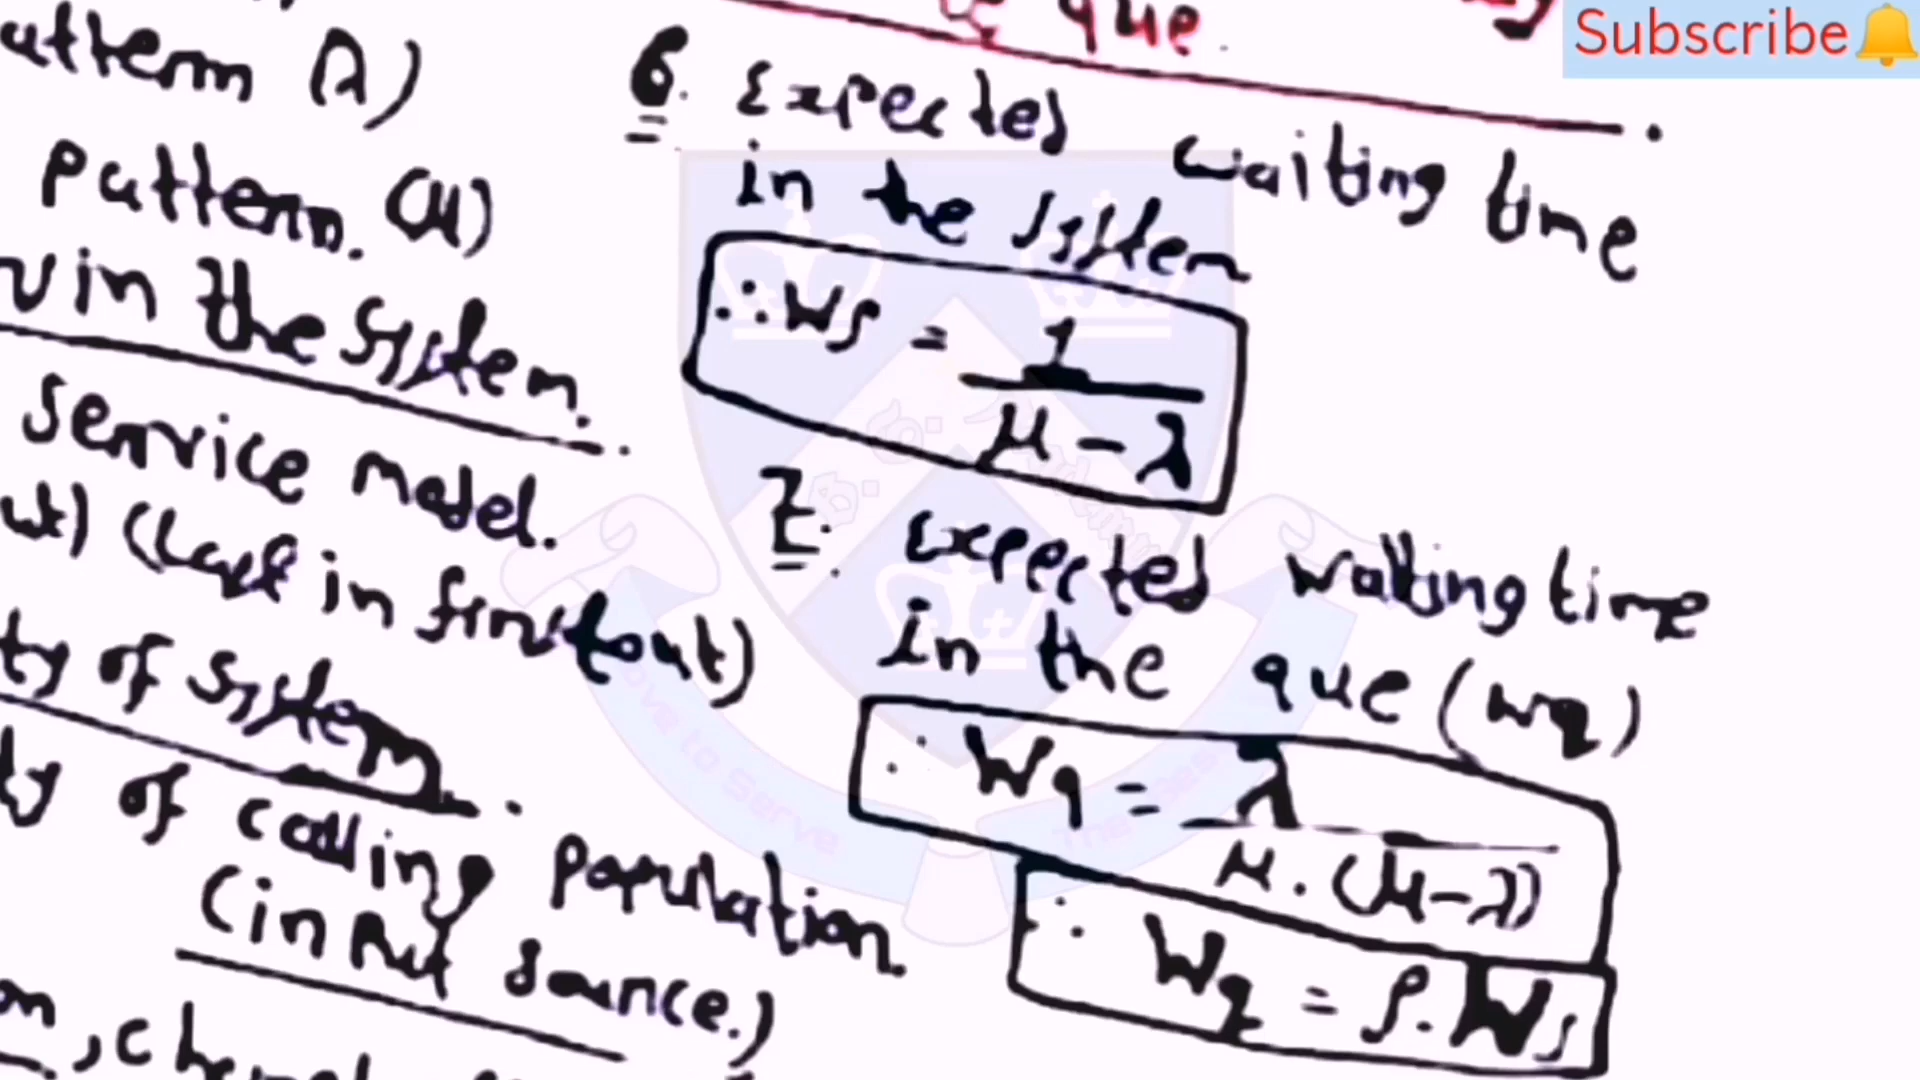 que.
Subscribe
attern (λ)
pattern. (μ)
in the system.
service model.
(Last in first out)
ty of system.
ty of calling population.
(input source.)
6. Expected waiting time
in the system
∴ Ws = 1 / μ - λ
7. Expected waiting time
in the que (wq)
∴ Wq = λ / μ . (μ-λ)
∴ Wq = ρ . Ws